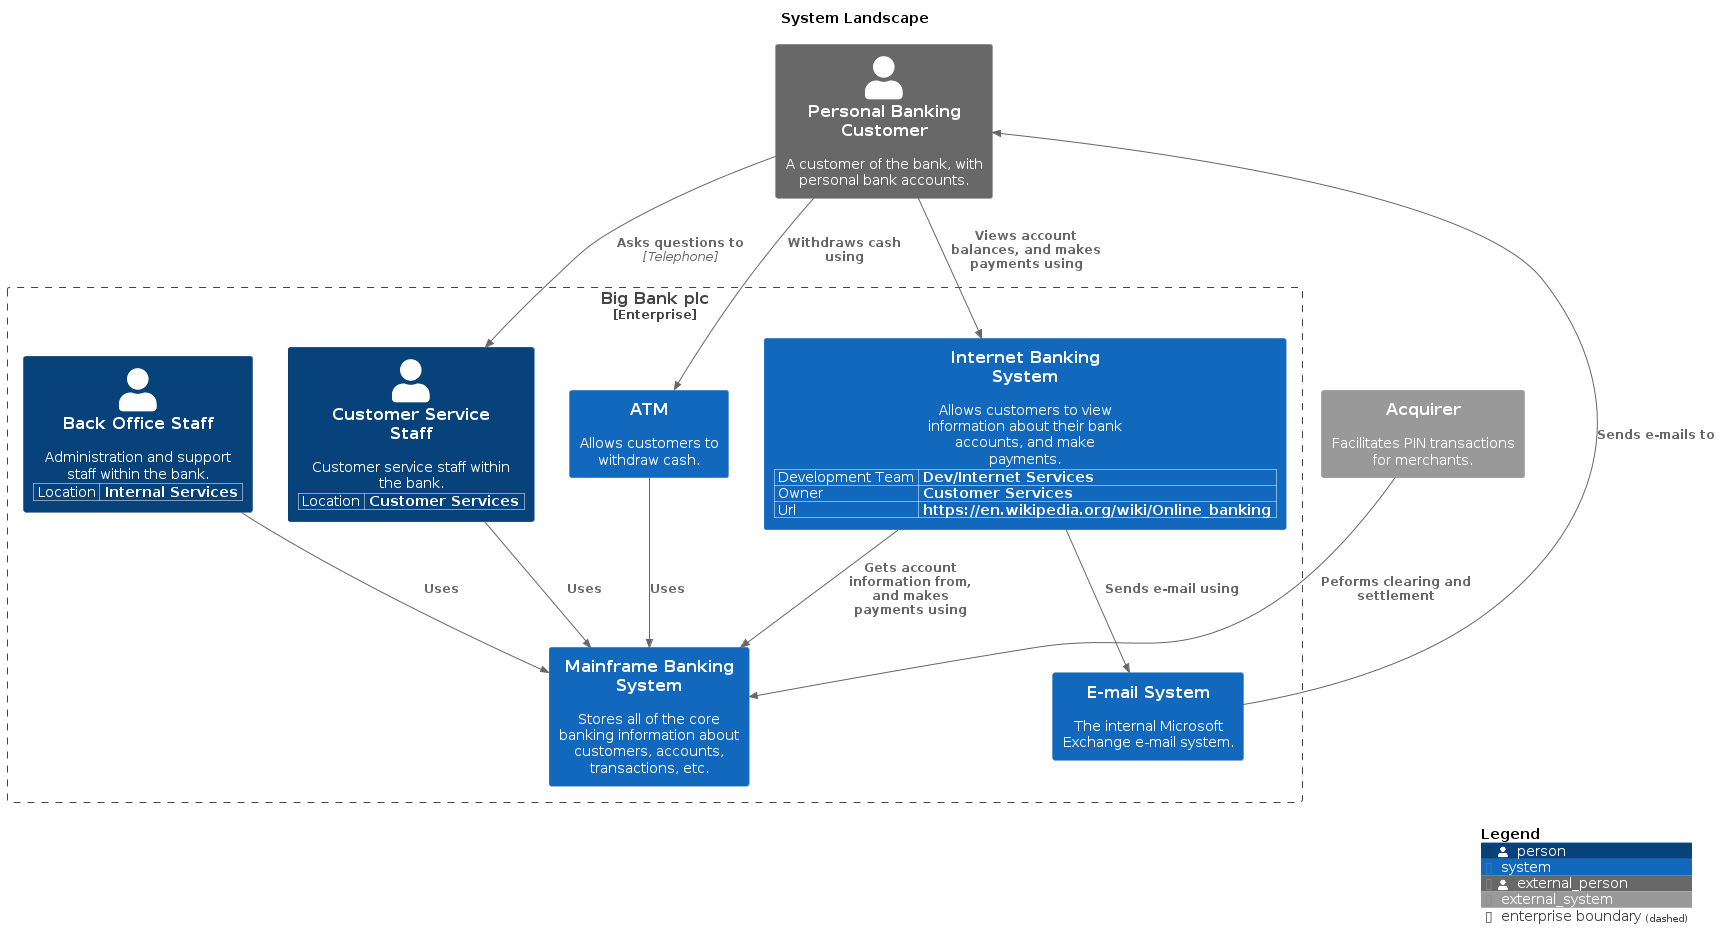 System Landscape
Personal Banking
Customer
A customer of the bank, with
personal bank accounts.
Asks questions to
[Telephone]
Withdraws cash
using
Views account
balances, and makes
payments using
Big Bank plc
[Enterprise]
Back Office Staff
Administration and support
staff within the bank.
Location Internal Services
Customer Service
Staff
Customer service staff within
the bank.
Location Customer Services
ATM
Allows customers to
withdraw cash.
Internet Banking
System
Allows customers to view
information about their bank
accounts, and make
payments.
Development Team Dev/Internet Services
Owner Customer Services
Url https://en.wikipedia.org/wiki/Online_banking
Acquirer
Facilitates PIN transactions
for merchants.
Sends e-mails to
Uses
Uses
Uses
Gets account
information from,
and makes
payments using
Sends e-mail using
Peforms clearing and
settlement
Mainframe Banking
System
Stores all of the core
banking information about
customers, accounts,
transactions, etc.
E-mail System
The internal Microsoft
Exchange e-mail system.
Legend
person
system
external_person
external_system
enterprise boundary (dashed)